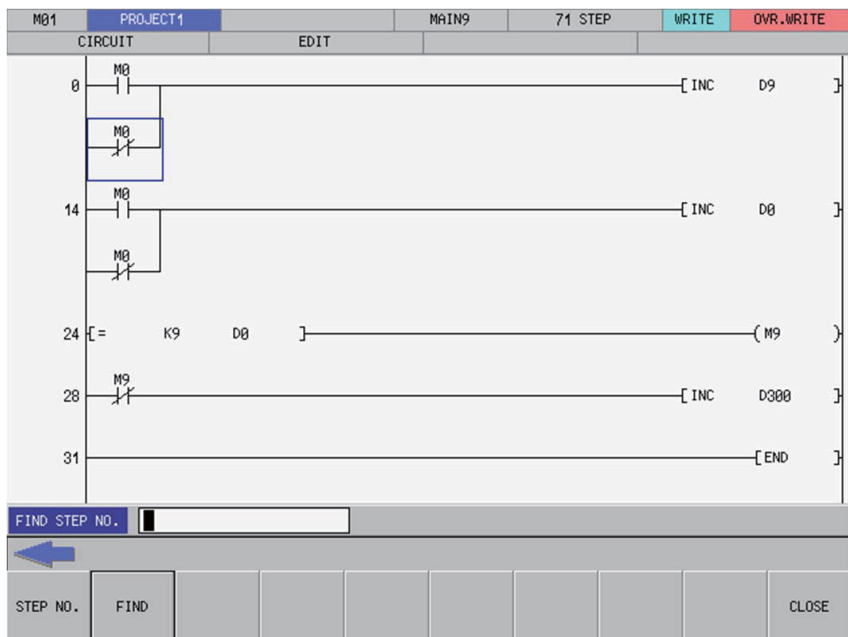 M01 PROJECT1 MAIN9 71 STEP WRITE OVR.WRITE
CIRCUIT EDIT
M0
0 [ INC D9 ]
M0
M0
14 [ INC D0 ]
M0
24 [= K9 D0 ] ( M9 )
M9
28 [ INC D300 ]
31 [ END ]
FIND STEP NO.
STEP NO. FIND CLOSE